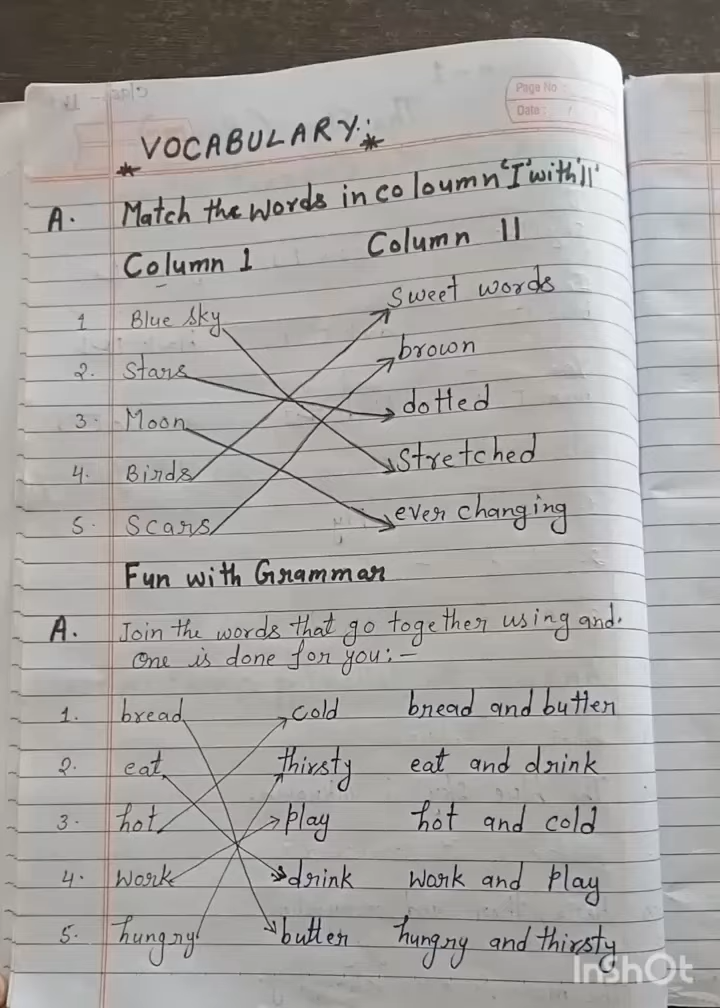 Page No :
Date : /
* VOCABULARY: *
A. Match the words in coloumn 'I' with 'II'
Column I Column II
1 Blue sky sweet words
2. Stars brown
3. Moon dotted
4. Birds stretched
5. Scars ever changing
Fun with Grammar
A. Join the words that go together using and.
One is done for you:-
1. bread cold bread and butter
2. eat thirsty eat and drink
3. hot play hot and cold
4. work drink work and play
5. hungry butter hungry and thirsty
InshOt